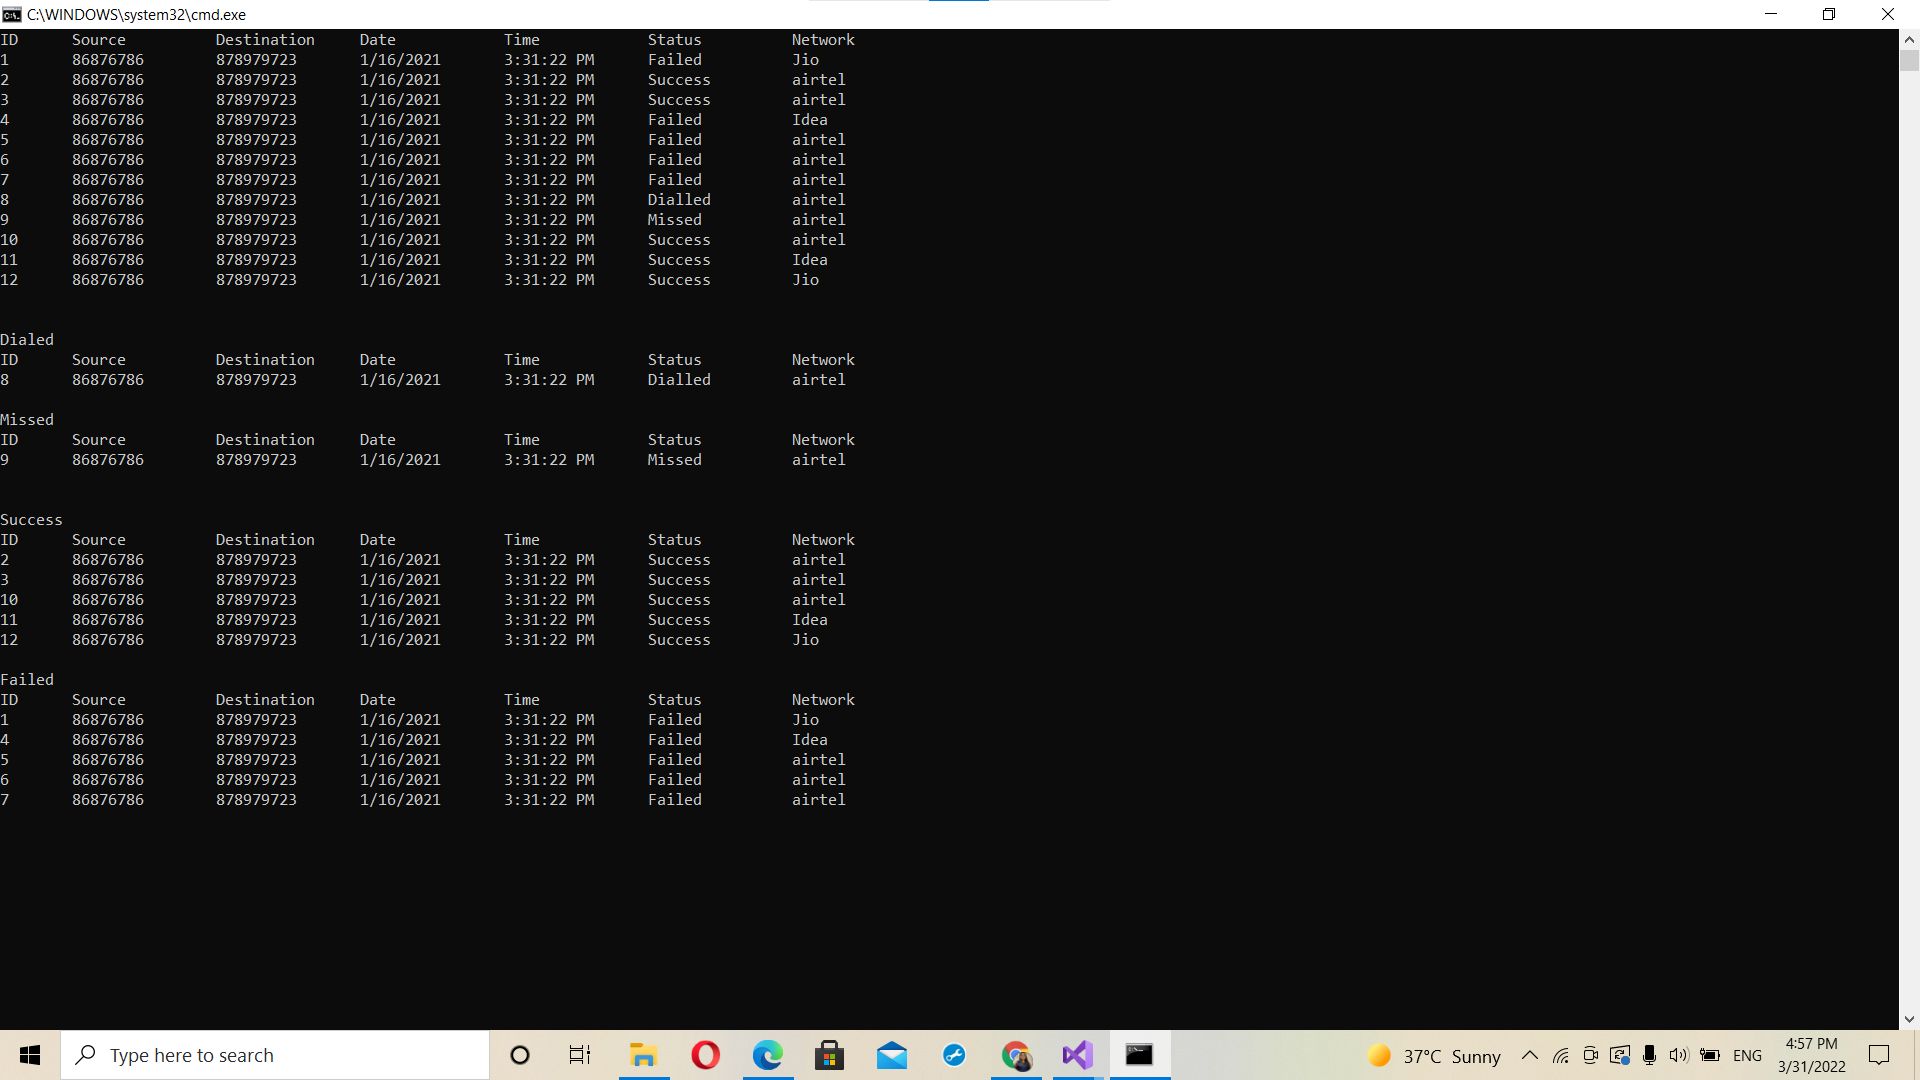 C:\WINDOWS\system32\cmd.exe
ID Source Destination Date Time Status Network
1 86876786 878979723 1/16/2021 3:31:22 PM Failed Jio
2 86876786 878979723 1/16/2021 3:31:22 PM Success airtel
3 86876786 878979723 1/16/2021 3:31:22 PM Success airtel
4 86876786 878979723 1/16/2021 3:31:22 PM Failed Idea
5 86876786 878979723 1/16/2021 3:31:22 PM Failed airtel
6 86876786 878979723 1/16/2021 3:31:22 PM Failed airtel
7 86876786 878979723 1/16/2021 3:31:22 PM Failed airtel
8 86876786 878979723 1/16/2021 3:31:22 PM Dialled airtel
9 86876786 878979723 1/16/2021 3:31:22 PM Missed airtel
10 86876786 878979723 1/16/2021 3:31:22 PM Success airtel
11 86876786 878979723 1/16/2021 3:31:22 PM Success Idea
12 86876786 878979723 1/16/2021 3:31:22 PM Success Jio
Dialed
ID Source Destination Date Time Status Network
8 86876786 878979723 1/16/2021 3:31:22 PM Dialled airtel
Missed
ID Source Destination Date Time Status Network
9 86876786 878979723 1/16/2021 3:31:22 PM Missed airtel
Success
ID Source Destination Date Time Status Network
2 86876786 878979723 1/16/2021 3:31:22 PM Success airtel
3 86876786 878979723 1/16/2021 3:31:22 PM Success airtel
10 86876786 878979723 1/16/2021 3:31:22 PM Success airtel
11 86876786 878979723 1/16/2021 3:31:22 PM Success Idea
12 86876786 878979723 1/16/2021 3:31:22 PM Success Jio
Failed
ID Source Destination Date Time Status Network
1 86876786 878979723 1/16/2021 3:31:22 PM Failed Jio
4 86876786 878979723 1/16/2021 3:31:22 PM Failed Idea
5 86876786 878979723 1/16/2021 3:31:22 PM Failed airtel
6 86876786 878979723 1/16/2021 3:31:22 PM Failed airtel
7 86876786 878979723 1/16/2021 3:31:22 PM Failed airtel
Type here to search
37°C Sunny
ENG
4:57 PM
3/31/2022